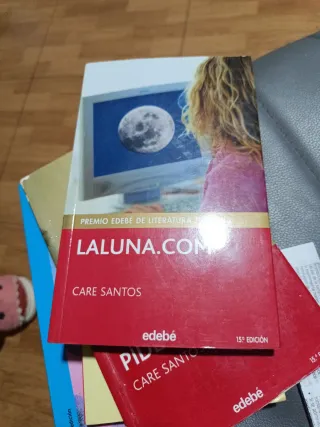 PREMIO EDEBÉ DE LITERATURA
LALUNA.COM
CARE SANTOS
edebé
15ª EDICIÓN
CARE SANTOS
edebé